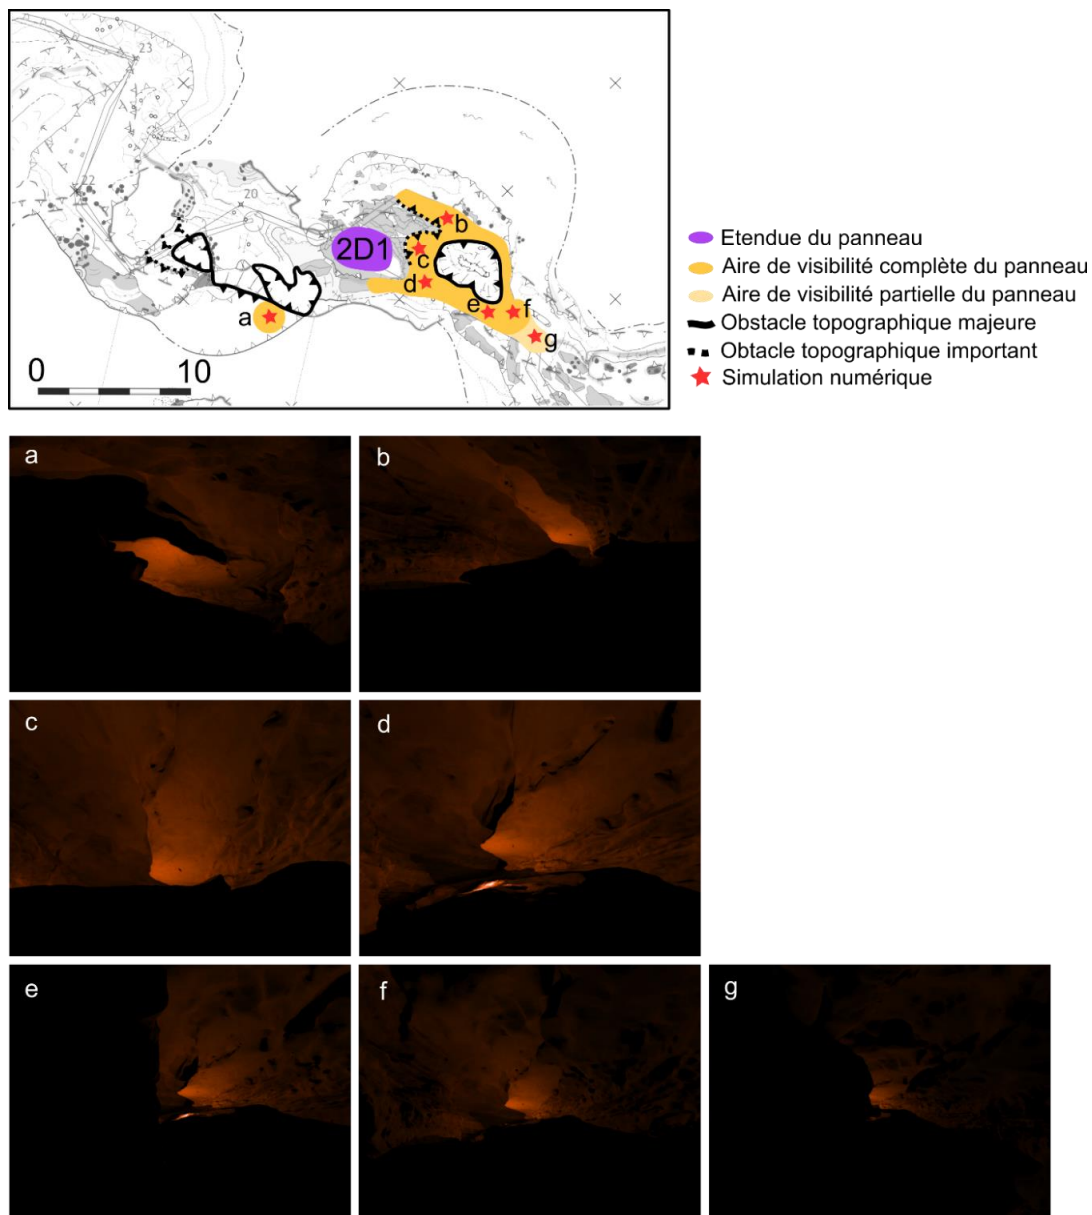 23
22
20
2D1
b
c
d
e
f
g
a
0 10
Etendue du panneau
Aire de visibilité complète du panneau
Aire de visibilité partielle du panneau
Obstacle topographique majeure
Obtacle topographique important
Simulation numérique
a
b
c
d
e
f
g